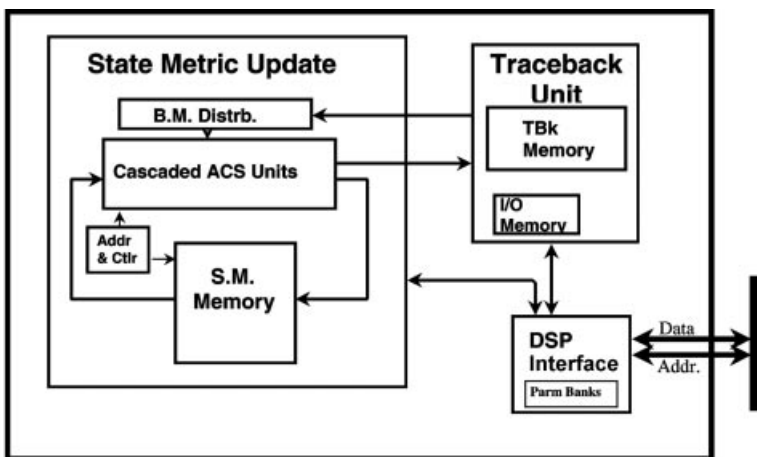 State Metric Update
B.M. Distrb.
Cascaded ACS Units
Addr
& Ctlr
S.M.
Memory
Traceback
Unit
TBk
Memory
I/O
Memory
DSP
Interface
Parm Banks
Data
Addr.